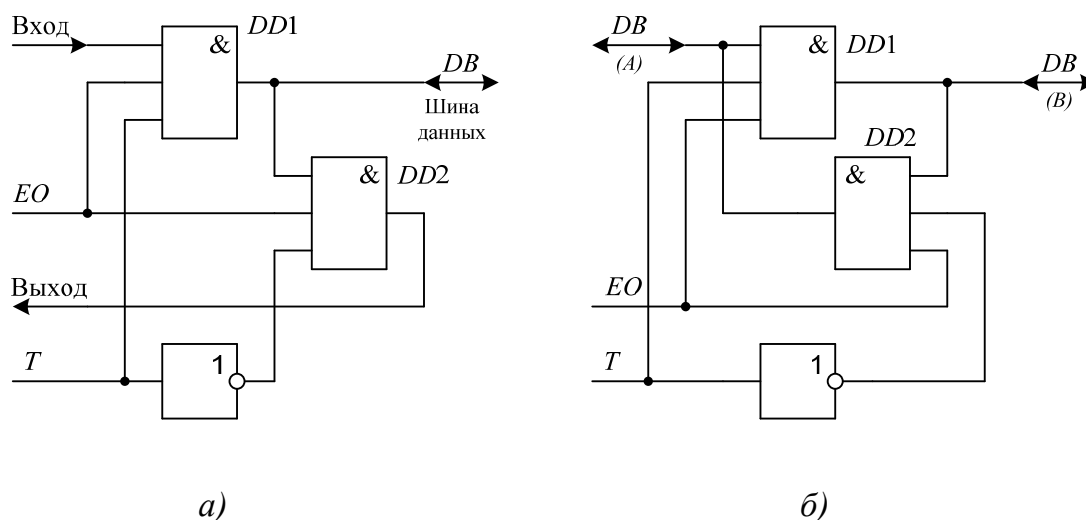 Вход
&
DD1
DB
Шина
данных
&
DD2
EO
Выход
T
1
а)
DB
(A)
&
DD1
DB
(B)
DD2
&
EO
T
1
б)